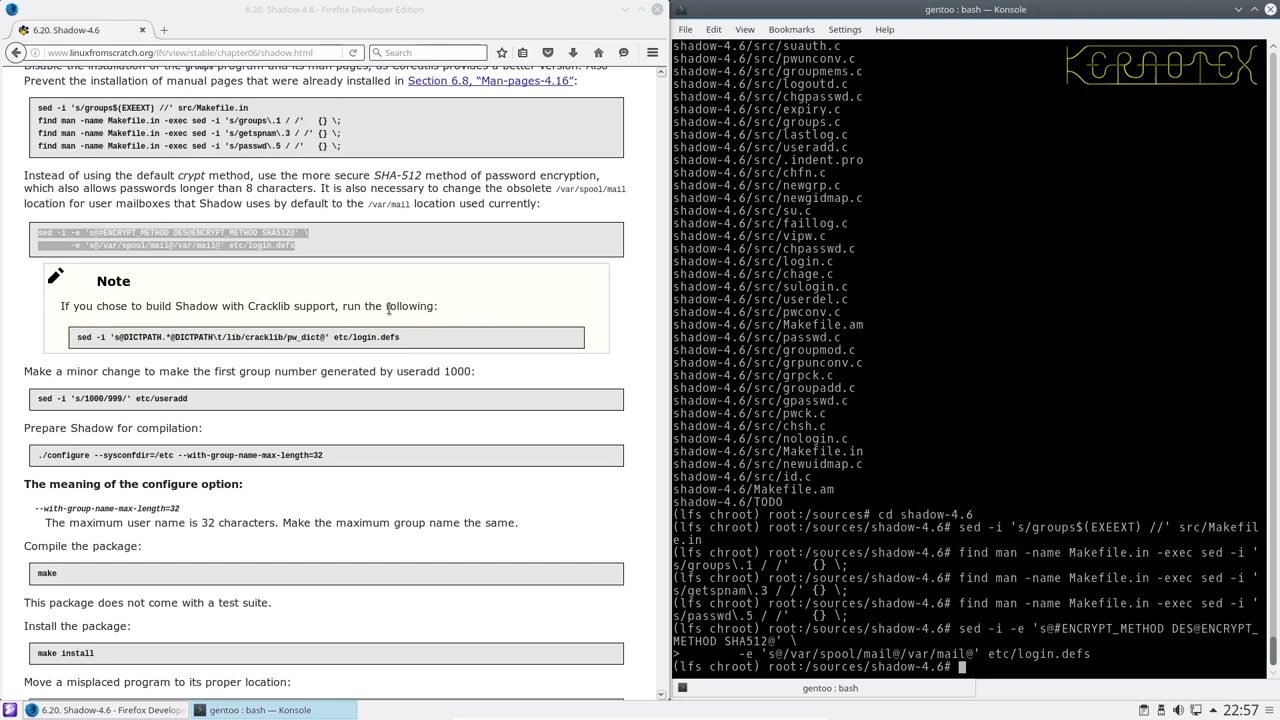 6.20. Shadow-4.6 - Firefox Developer Edition
6.20. Shadow-4.6
www.linuxfromscratch.org/lfs/view/stable/chapter06/shadow.html
Search
Prevent the installation of manual pages that were already installed in Section 6.8, “Man-pages-4.16”:
sed -i 's/groups$(EXEEXT) //' src/Makefile.in
find man -name Makefile.in -exec sed -i 's/groups\.1 / /'   {} \;
find man -name Makefile.in -exec sed -i 's/getspnam\.3 / /' {} \;
find man -name Makefile.in -exec sed -i 's/passwd\.5 / /'   {} \;
Instead of using the default crypt method, use the more secure SHA-512 method of password encryption,
which also allows passwords longer than 8 characters. It is also necessary to change the obsolete /var/spool/mail
location for user mailboxes that Shadow uses by default to the /var/mail location used currently:
sed -i -e 's@#ENCRYPT_METHOD DES@ENCRYPT_METHOD SHA512@' \
       -e 's@/var/spool/mail@/var/mail@' etc/login.defs
Note
If you chose to build Shadow with Cracklib support, run the following:
sed -i 's@DICTPATH.*@DICTPATH\t/lib/cracklib/pw_dict@' etc/login.defs
Make a minor change to make the first group number generated by useradd 1000:
sed -i 's/1000/999/' etc/useradd
Prepare Shadow for compilation:
./configure --sysconfdir=/etc --with-group-name-max-length=32
The meaning of the configure option:
--with-group-name-max-length=32
The maximum user name is 32 characters. Make the maximum group name the same.
Compile the package:
make
This package does not come with a test suite.
Install the package:
make install
Move a misplaced program to its proper location:
gentoo : bash — Konsole
File Edit View Bookmarks Settings Help
KERAOTEX
shadow-4.6/src/suauth.c
shadow-4.6/src/pwunconv.c
shadow-4.6/src/groupmems.c
shadow-4.6/src/logoutd.c
shadow-4.6/src/chgpasswd.c
shadow-4.6/src/expiry.c
shadow-4.6/src/groups.c
shadow-4.6/src/lastlog.c
shadow-4.6/src/useradd.c
shadow-4.6/src/.indent.pro
shadow-4.6/src/chfn.c
shadow-4.6/src/newgrp.c
shadow-4.6/src/newgidmap.c
shadow-4.6/src/su.c
shadow-4.6/src/faillog.c
shadow-4.6/src/vipw.c
shadow-4.6/src/chpasswd.c
shadow-4.6/src/login.c
shadow-4.6/src/chage.c
shadow-4.6/src/sulogin.c
shadow-4.6/src/userdel.c
shadow-4.6/src/pwconv.c
shadow-4.6/src/Makefile.am
shadow-4.6/src/passwd.c
shadow-4.6/src/groupmod.c
shadow-4.6/src/grpunconv.c
shadow-4.6/src/grpck.c
shadow-4.6/src/groupadd.c
shadow-4.6/src/gpasswd.c
shadow-4.6/src/pwck.c
shadow-4.6/src/chsh.c
shadow-4.6/src/nologin.c
shadow-4.6/src/Makefile.in
shadow-4.6/src/newuidmap.c
shadow-4.6/src/id.c
shadow-4.6/Makefile.am
shadow-4.6/TODO
(lfs chroot) root:/sources# cd shadow-4.6
(lfs chroot) root:/sources/shadow-4.6# sed -i 's/groups$(EXEEXT) //' src/Makefil
e.in
(lfs chroot) root:/sources/shadow-4.6# find man -name Makefile.in -exec sed -i '
s/groups\.1 / /'   {} \;
(lfs chroot) root:/sources/shadow-4.6# find man -name Makefile.in -exec sed -i '
s/getspnam\.3 / /' {} \;
(lfs chroot) root:/sources/shadow-4.6# find man -name Makefile.in -exec sed -i '
s/passwd\.5 / /'   {} \;
(lfs chroot) root:/sources/shadow-4.6# sed -i -e 's@#ENCRYPT_METHOD DES@ENCRYPT_
METHOD SHA512@' \
>        -e 's@/var/spool/mail@/var/mail@' etc/login.defs
(lfs chroot) root:/sources/shadow-4.6#
gentoo : bash
6.20. Shadow-4.6 - Firefox Develop
gentoo : bash — Konsole
22:57